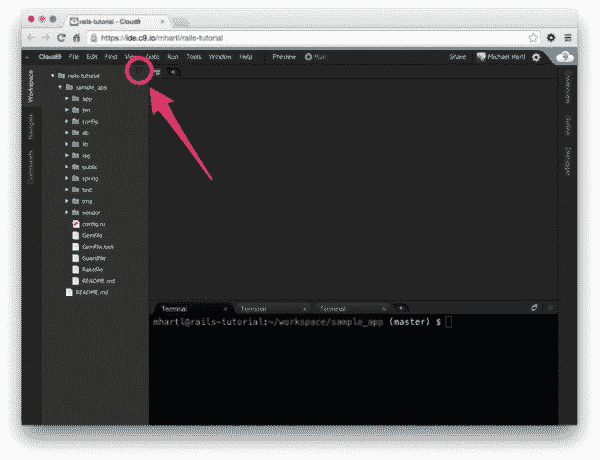 rails-tutorial - Cloud9
https://ide.c9.io/mhartl/rails-tutorial
Cloud9 File Edit Find View Goto Run Tools Window Help Preview Run Share Michael Hartl
Workspace
Navigate
Commands
rails-tutorial
sample_app
app
bin
config
db
lib
log
public
spring
test
tmp
vendor
config.ru
Gemfile
Gemfile.lock
Guardfile
Rakefile
README.md
README.md
Outline
Debugger
Terminal Terminal Terminal
mhartl@rails-tutorial:~/workspace/sample_app (master) $